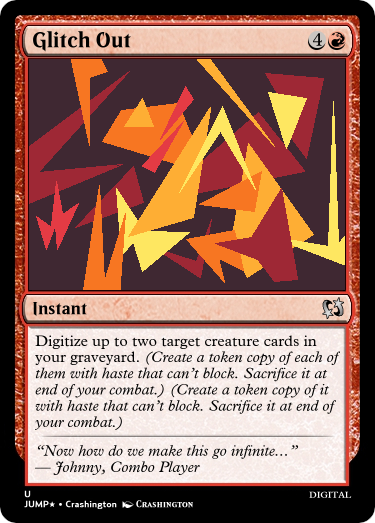 Glitch Out 4
Instant
Digitize up to two target creature cards in
your graveyard. (Create a token copy of each of
them with haste that can't block. Sacrifice it at
end of your combat.) (Create a token copy of it
with haste that can't block. Sacrifice it at end of
your combat.)
"Now how do we make this go infinite..."
— Johnny, Combo Player
U
JUMP★ • Crashington Crashington
DIGITAL